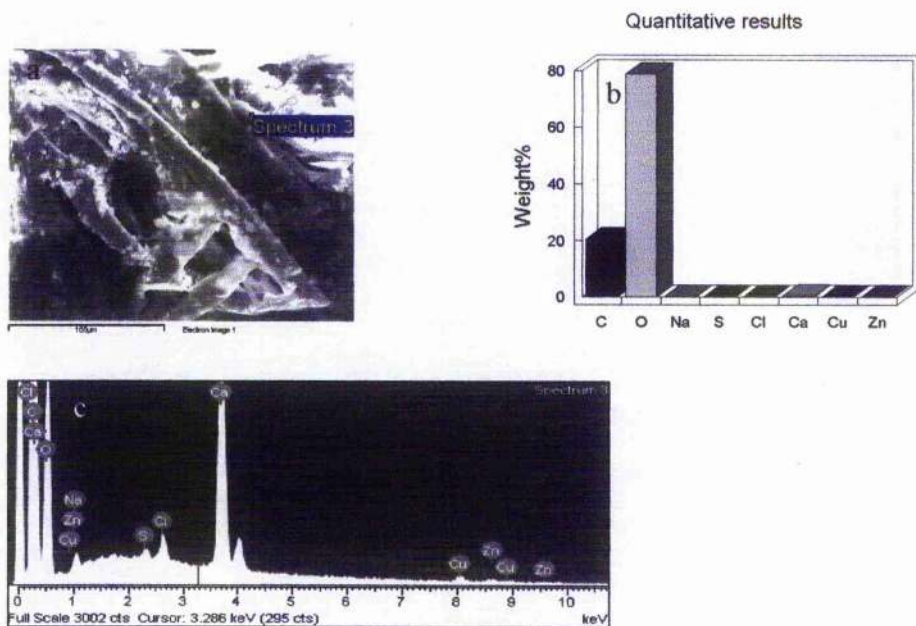 Quantitative results
a
Spectrum 3
100µm
Electron Image 1
b
Weight%
80
60
40
20
0
C O Na S Cl Ca Cu Zn
c
Spectrum 3
Cl
C
Ca
O
Na
Zn
Cu
S
Cl
Ca
Cu
Zn
Cu
Zn
0 1 2 3 4 5 6 7 8 9 10
Full Scale 3002 cts Cursor: 3.286 keV (295 cts) keV